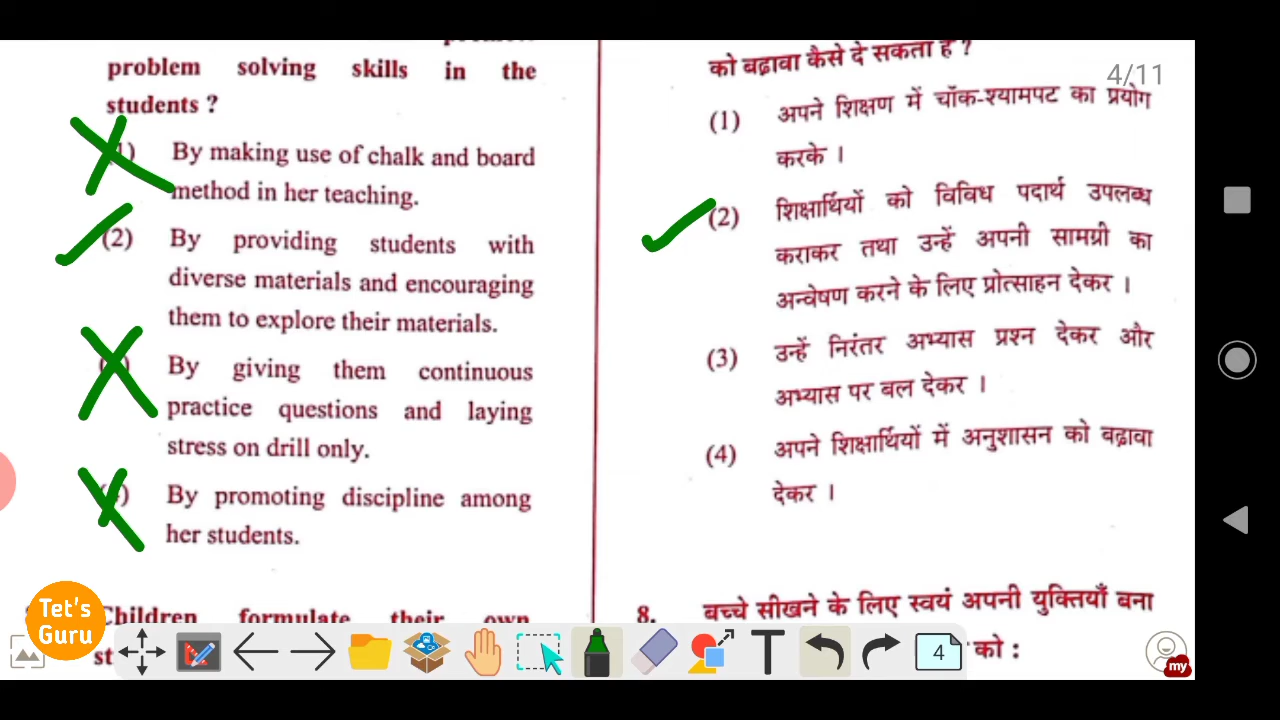 problem solving skills in the
students ?
By making use of chalk and board
method in her teaching.
(2) By providing students with
diverse materials and encouraging
them to explore their materials.
By giving them continuous
practice questions and laying
stress on drill only.
By promoting discipline among
her students.
Children formulate their own
को बढ़ावा कैसे दे सकता है ?
4/11
(1) अपने शिक्षण में चॉक-श्यामपट का प्रयोग
करके ।
(2) शिक्षार्थियों को विविध पदार्थ उपलब्ध
कराकर तथा उन्हें अपनी सामग्री का
अन्वेषण करने के लिए प्रोत्साहन देकर ।
(3) उन्हें निरंतर अभ्यास प्रश्न देकर और
अभ्यास पर बल देकर ।
(4) अपने शिक्षार्थियों में अनुशासन को बढ़ावा
देकर ।
8. बच्चे सीखने के लिए स्वयं अपनी युक्तियाँ बना
को :
Tet's
Guru
T
4
my